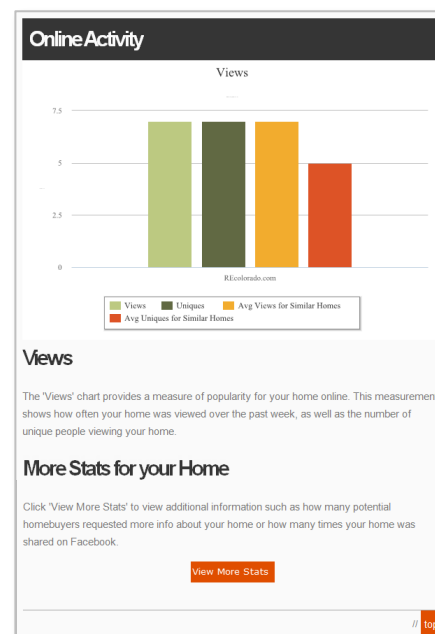 Online Activity
Views
7.5
5
2.5
0
REcolorado.com
Views Uniques Avg Views for Similar Homes
Avg Uniques for Similar Homes
Views
The 'Views' chart provides a measure of popularity for your home online. This measuremen
shows how often your home was viewed over the past week, as well as the number of
unique people viewing your home.
More Stats for your Home
Click 'View More Stats' to view additional information such as how many potential
homebuyers requested more info about your home or how many times your home was
shared on Facebook.
View More Stats
// top